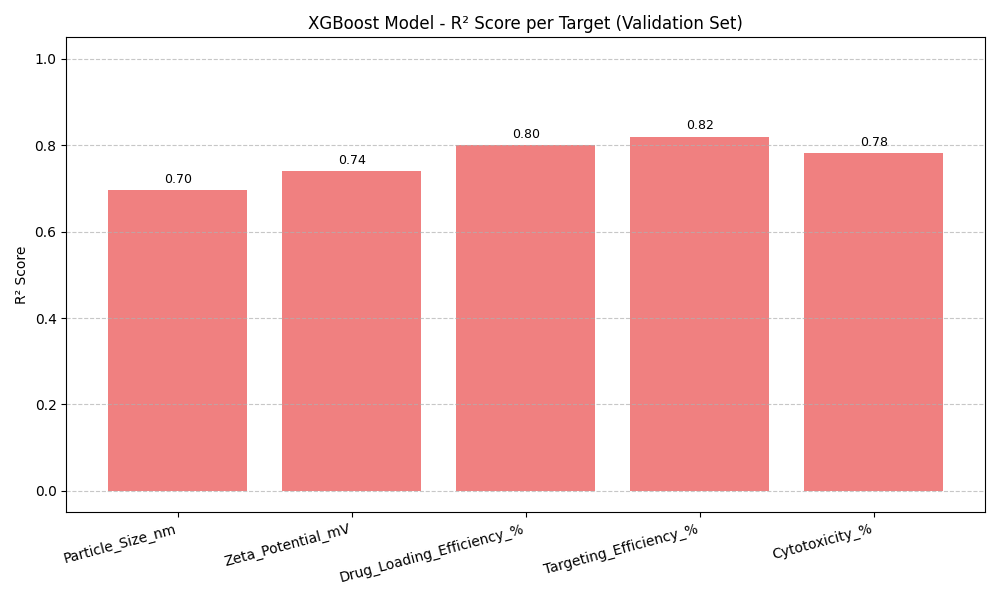 XGBoost Model - R² Score per Target (Validation Set)
R² Score
1.0
0.8
0.6
0.4
0.2
0.0
0.70
0.74
0.80
0.82
0.78
Particle_Size_nm
Zeta_Potential_mV
Drug_Loading_Efficiency_%
Targeting_Efficiency_%
Cytotoxicity_%